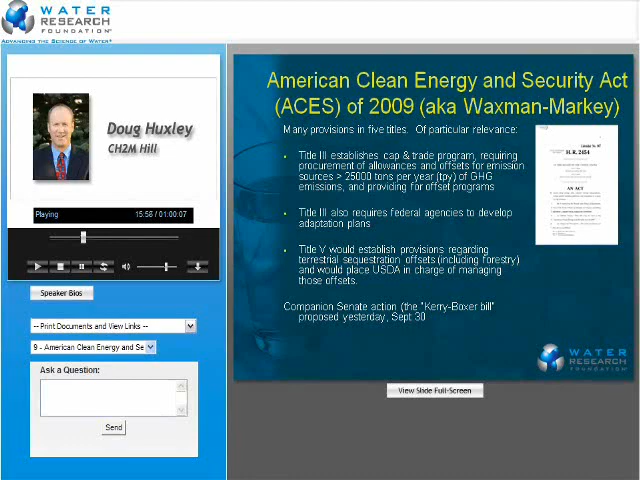 WATER
RESEARCH
FOUNDATION
ADVANCING THE SCIENCE OF WATER
Doug Huxley
CH2M Hill
Playing
15:58 / 01:00:07
Speaker Bios
-- Print Documents and View Links --
9 - American Clean Energy and Se
Ask a Question:
Send
American Clean Energy and Security Act
(ACES) of 2009 (aka Waxman-Markey)
Many provisions in five titles. Of particular relevance:
• Title III establishes cap & trade program, requiring
procurement of allowances and offsets for emission
sources > 25000 tons per year (tpy) of GHG
emissions, and providing for offset programs
• Title III also requires federal agencies to develop
adaptation plans
• Title V would establish provisions regarding
terrestrial sequestration offsets (including forestry)
and would place USDA in charge of managing
those offsets.
Companion Senate action (the "Kerry-Boxer bill"
proposed yesterday, Sept 30
H. R. 2454
AN ACT
WATER
RESEARCH
FOUNDATION
View Slide Full-Screen